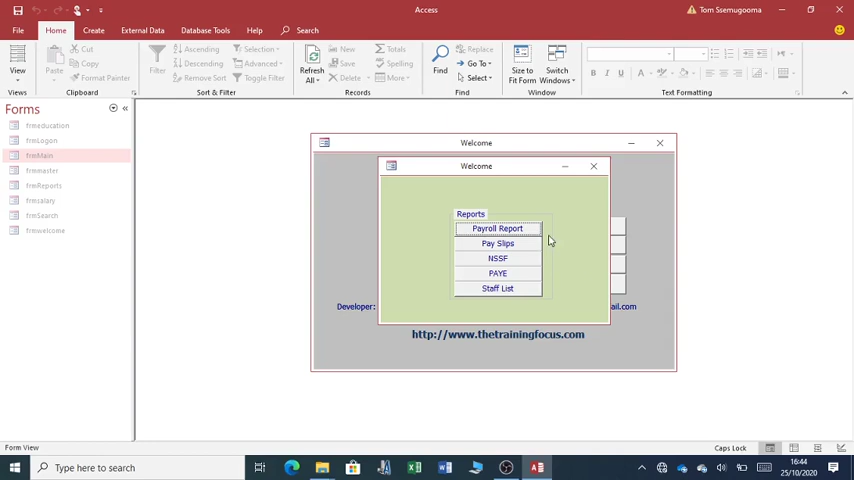 Access
Tom Ssemugooma
File
Home
Create
External Data
Database Tools
Help
Search
View
Views
Paste
Cut
Copy
Format Painter
Clipboard
Filter
Ascending
Descending
Remove Sort
Selection
Advanced
Toggle Filter
Sort & Filter
Refresh
All
New
Save
Delete
Totals
Spelling
More
Records
Find
Replace
Go To
Select
Find
Size to
Fit Form
Switch
Windows
Window
B I U
A
Text Formatting
Forms
frmeducation
frmLogon
frmMain
frmmaster
frmReports
frmsalary
frmSearch
frmwelcome
Welcome
Welcome
Reports
Payroll Report
Pay Slips
NSSF
PAYE
Staff List
Developer:
ail.com
http://www.thetrainingfocus.com
Form View
Caps Lock
Type here to search
16:44
25/10/2020